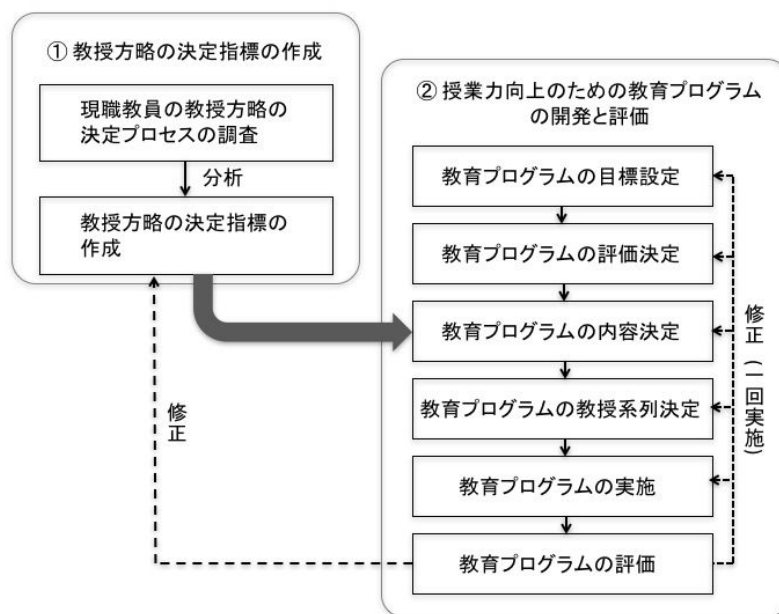 ① 教授方略の決定指標の作成
現職教員の教授方略の
決定プロセスの調査
分析
教授方略の決定指標の
作成
修正
② 授業力向上のための教育プログラム
の開発と評価
教育プログラムの目標設定
教育プログラムの評価決定
教育プログラムの内容決定
教育プログラムの教授系列決定
教育プログラムの実施
教育プログラムの評価
修正(一回実施)